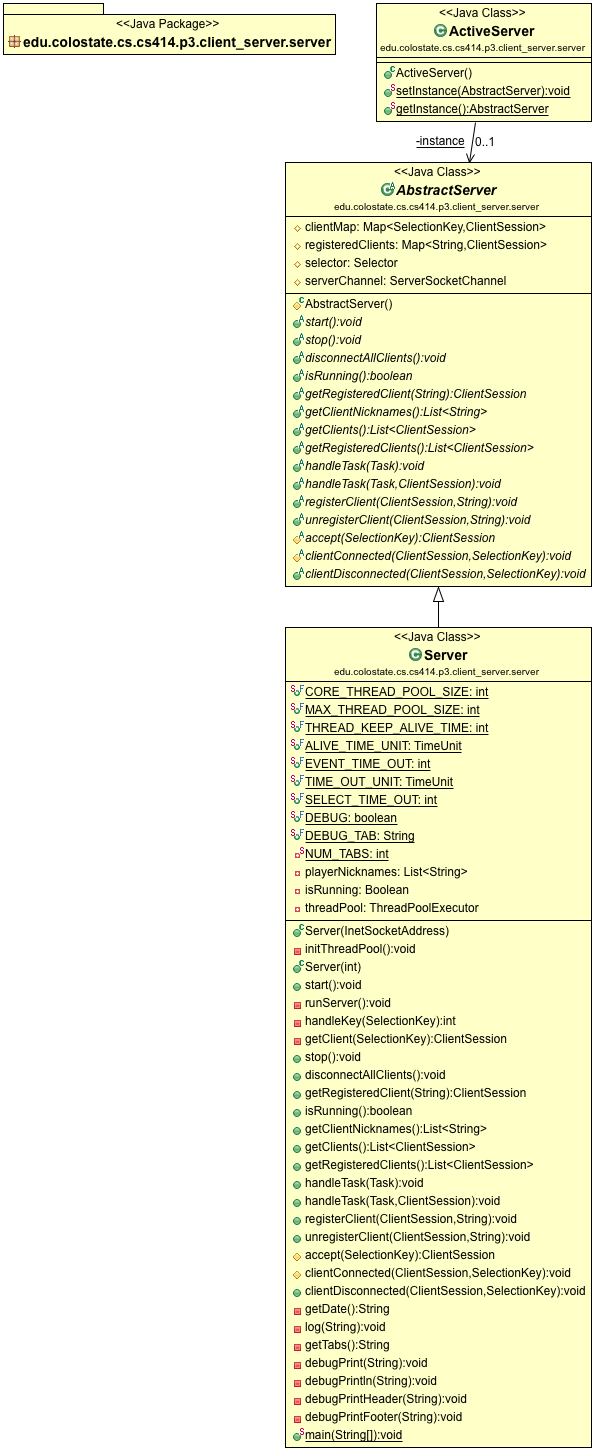 <<Java Package>>
edu.colostate.cs.cs414.p3.client_server.server
<<Java Class>>
ActiveServer
edu.colostate.cs.cs414.p3.client_server.server
ActiveServer()
setInstance(AbstractServer):void
getInstance():AbstractServer
-instance 0..1
<<Java Class>>
AbstractServer
edu.colostate.cs.cs414.p3.client_server.server
clientMap: Map<SelectionKey,ClientSession>
registeredClients: Map<String,ClientSession>
selector: Selector
serverChannel: ServerSocketChannel
AbstractServer()
start():void
stop():void
disconnectAllClients():void
isRunning():boolean
getRegisteredClient(String):ClientSession
getClientNicknames():List<String>
getClients():List<ClientSession>
getRegisteredClients():List<ClientSession>
handleTask(Task):void
handleTask(Task,ClientSession):void
registerClient(ClientSession,String):void
unregisterClient(ClientSession,String):void
accept(SelectionKey):ClientSession
clientConnected(ClientSession,SelectionKey):void
clientDisconnected(ClientSession,SelectionKey):void
<<Java Class>>
Server
edu.colostate.cs.cs414.p3.client_server.server
CORE_THREAD_POOL_SIZE: int
MAX_THREAD_POOL_SIZE: int
THREAD_KEEP_ALIVE_TIME: int
ALIVE_TIME_UNIT: TimeUnit
EVENT_TIME_OUT: int
TIME_OUT_UNIT: TimeUnit
SELECT_TIME_OUT: int
DEBUG: boolean
DEBUG_TAB: String
NUM_TABS: int
playerNicknames: List<String>
isRunning: Boolean
threadPool: ThreadPoolExecutor
Server(InetSocketAddress)
initThreadPool():void
Server(int)
start():void
runServer():void
handleKey(SelectionKey):int
getClient(SelectionKey):ClientSession
stop():void
disconnectAllClients():void
getRegisteredClient(String):ClientSession
isRunning():boolean
getClientNicknames():List<String>
getClients():List<ClientSession>
getRegisteredClients():List<ClientSession>
handleTask(Task):void
handleTask(Task,ClientSession):void
registerClient(ClientSession,String):void
unregisterClient(ClientSession,String):void
accept(SelectionKey):ClientSession
clientConnected(ClientSession,SelectionKey):void
clientDisconnected(ClientSession,SelectionKey):void
getDate():String
log(String):void
getTabs():String
debugPrint(String):void
debugPrintln(String):void
debugPrintHeader(String):void
debugPrintFooter(String):void
main(String[]):void